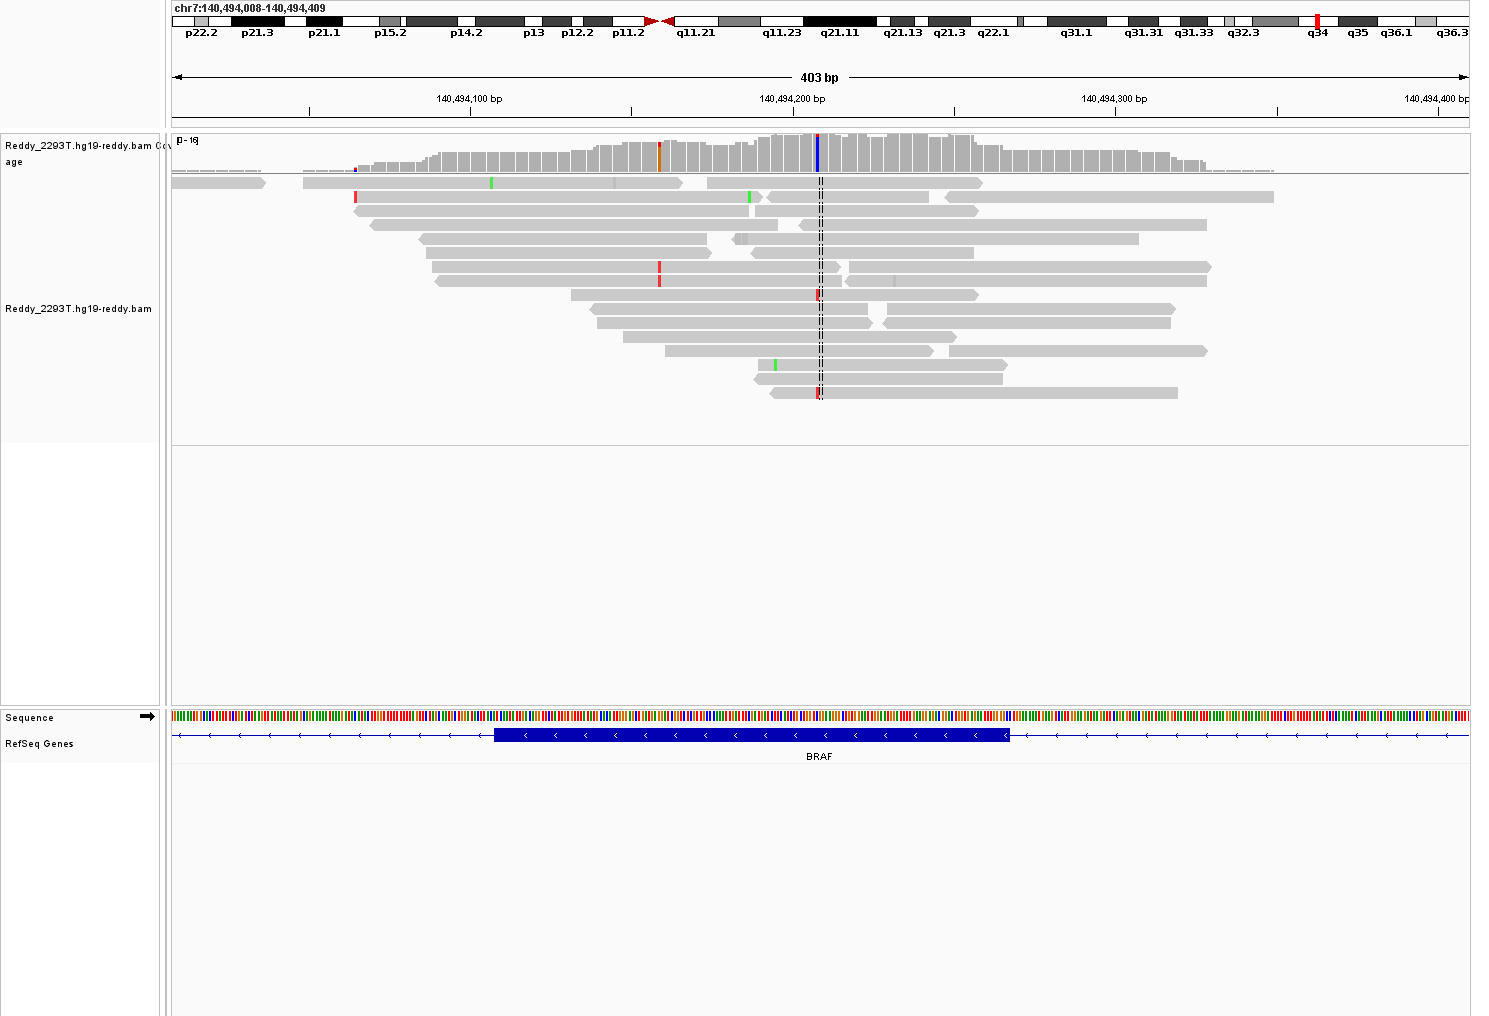 chr7:140,494,008-140,494,409
p22.2 p21.3 p21.1 p15.2 p14.2 p13 p12.2 p11.2 q11.21 q11.23 q21.11 q21.13 q21.3 q22.1 q31.1 q31.31 q31.33 q32.3 q34 q35 q36.1 q36.3
403 bp
140,494,100 bp 140,494,200 bp 140,494,300 bp 140,494,400 bp
[0 - 16]
Reddy_2293T.hg19-reddy.bam Cov
age
Reddy_2293T.hg19-reddy.bam
Sequence
RefSeq Genes
BRAF